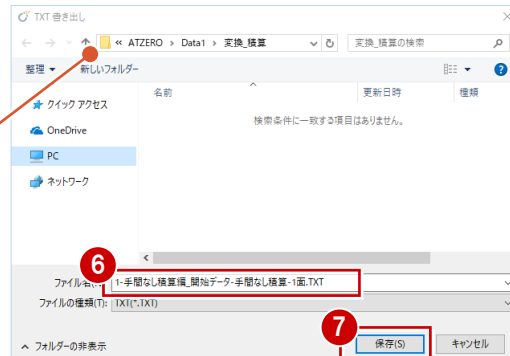 TXT 書き出し
« ATZERO › Data1 › 変換_積算
変換_積算の検索
整理
新しいフォルダー
名前
更新日時
種類
検索条件に一致する項目はありません。
クイック アクセス
OneDrive
PC
ネットワーク
6
ファイル名(
1-手間なし積算編_開始データ-手間なし積算-1面.TXT
ファイルの種類(T):
TXT(*.TXT)
7
フォルダーの非表示
保存(S)
キャンセル